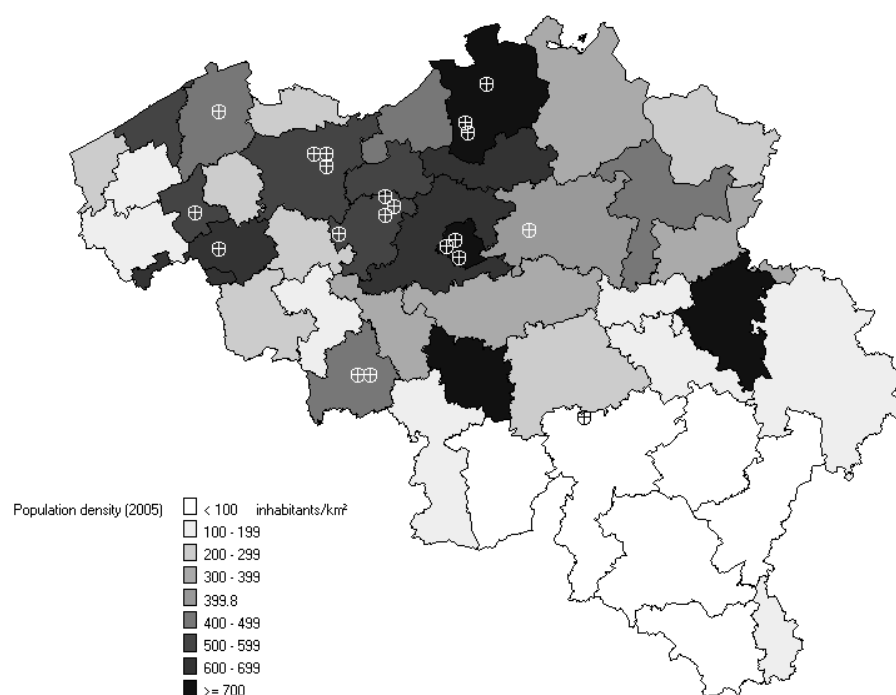 Population density (2005)
< 100 inhabitants/km²
100 - 199
200 - 299
300 - 399
399.8
400 - 499
500 - 599
600 - 699
>= 700